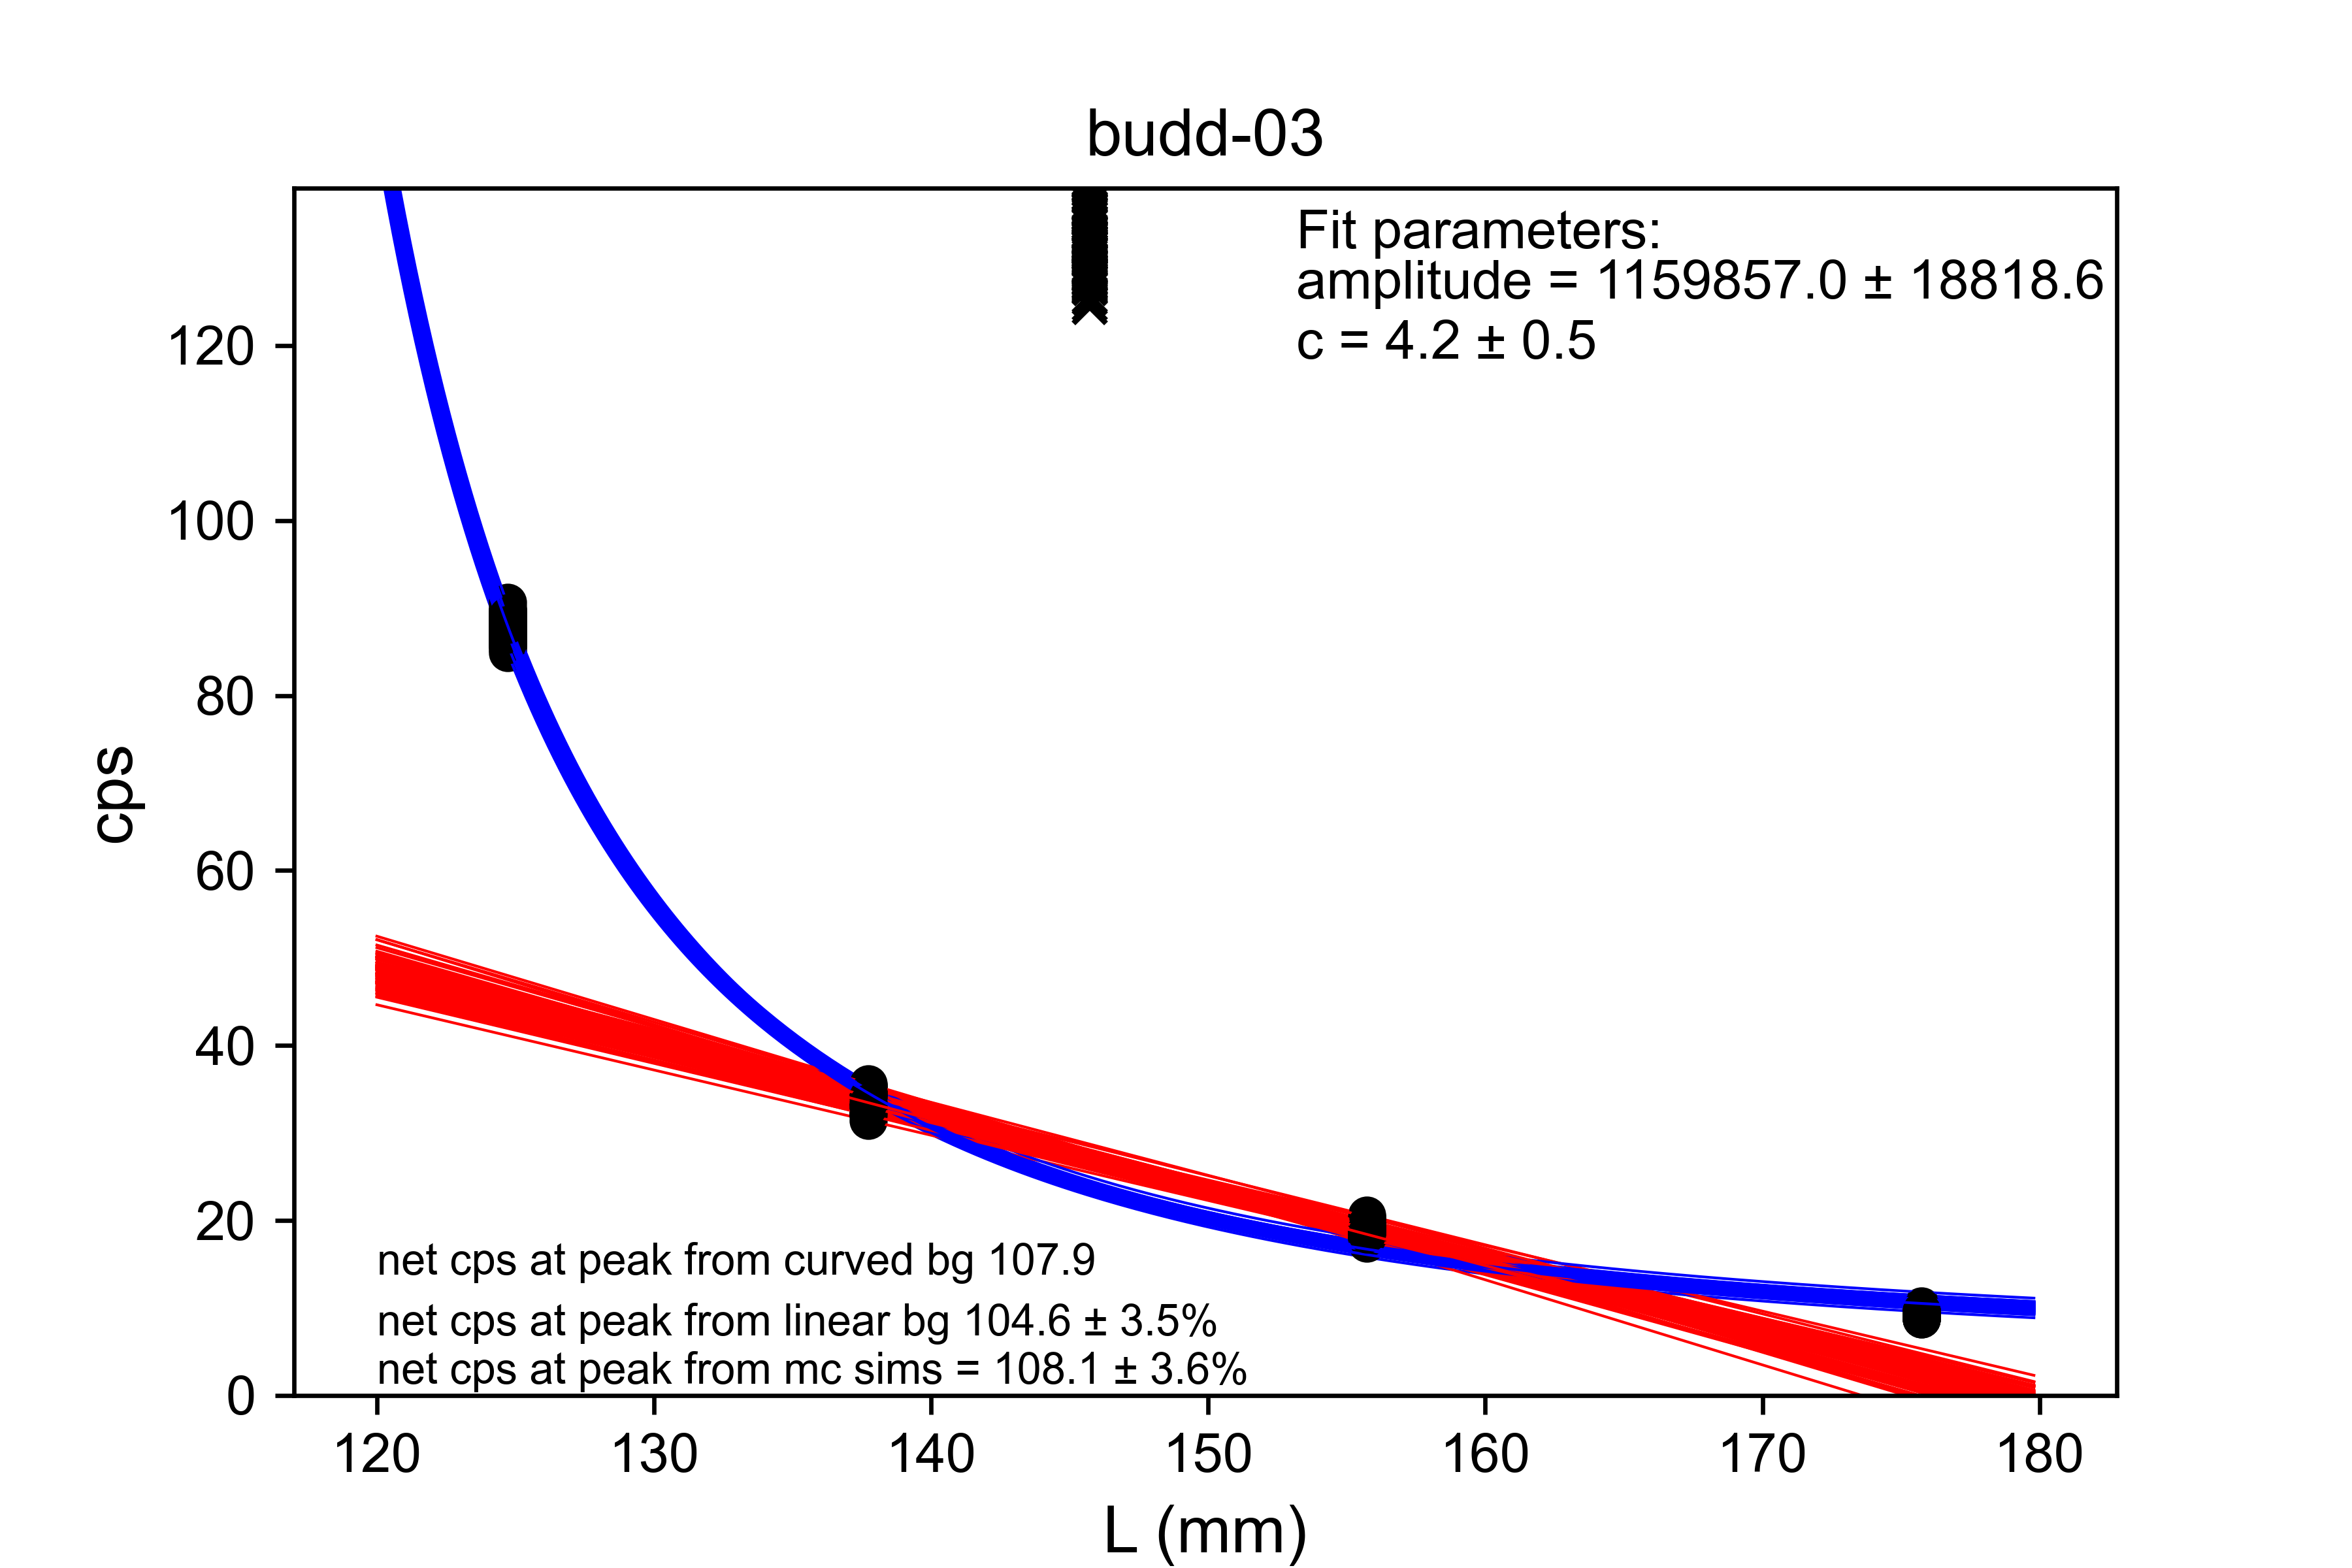 budd-03
Fit parameters:
amplitude = 1159857.0 ± 18818.6
c = 4.2 ± 0.5
120
100
80
60
40
20
0
cps
net cps at peak from curved bg 107.9
net cps at peak from linear bg 104.6 ± 3.5%
net cps at peak from mc sims = 108.1 ± 3.6%
120 130 140 150 160 170 180
L (mm)